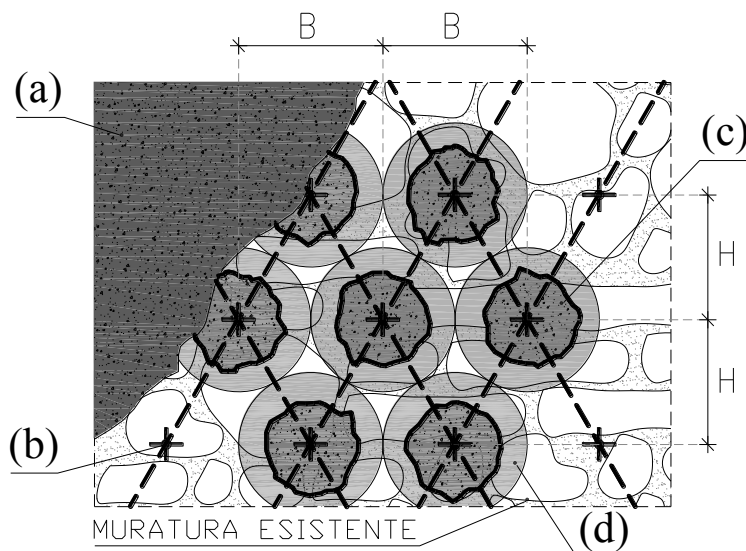 B B
(a)
(c)
H
H
(b)
MURATURA ESISTENTE
(d)